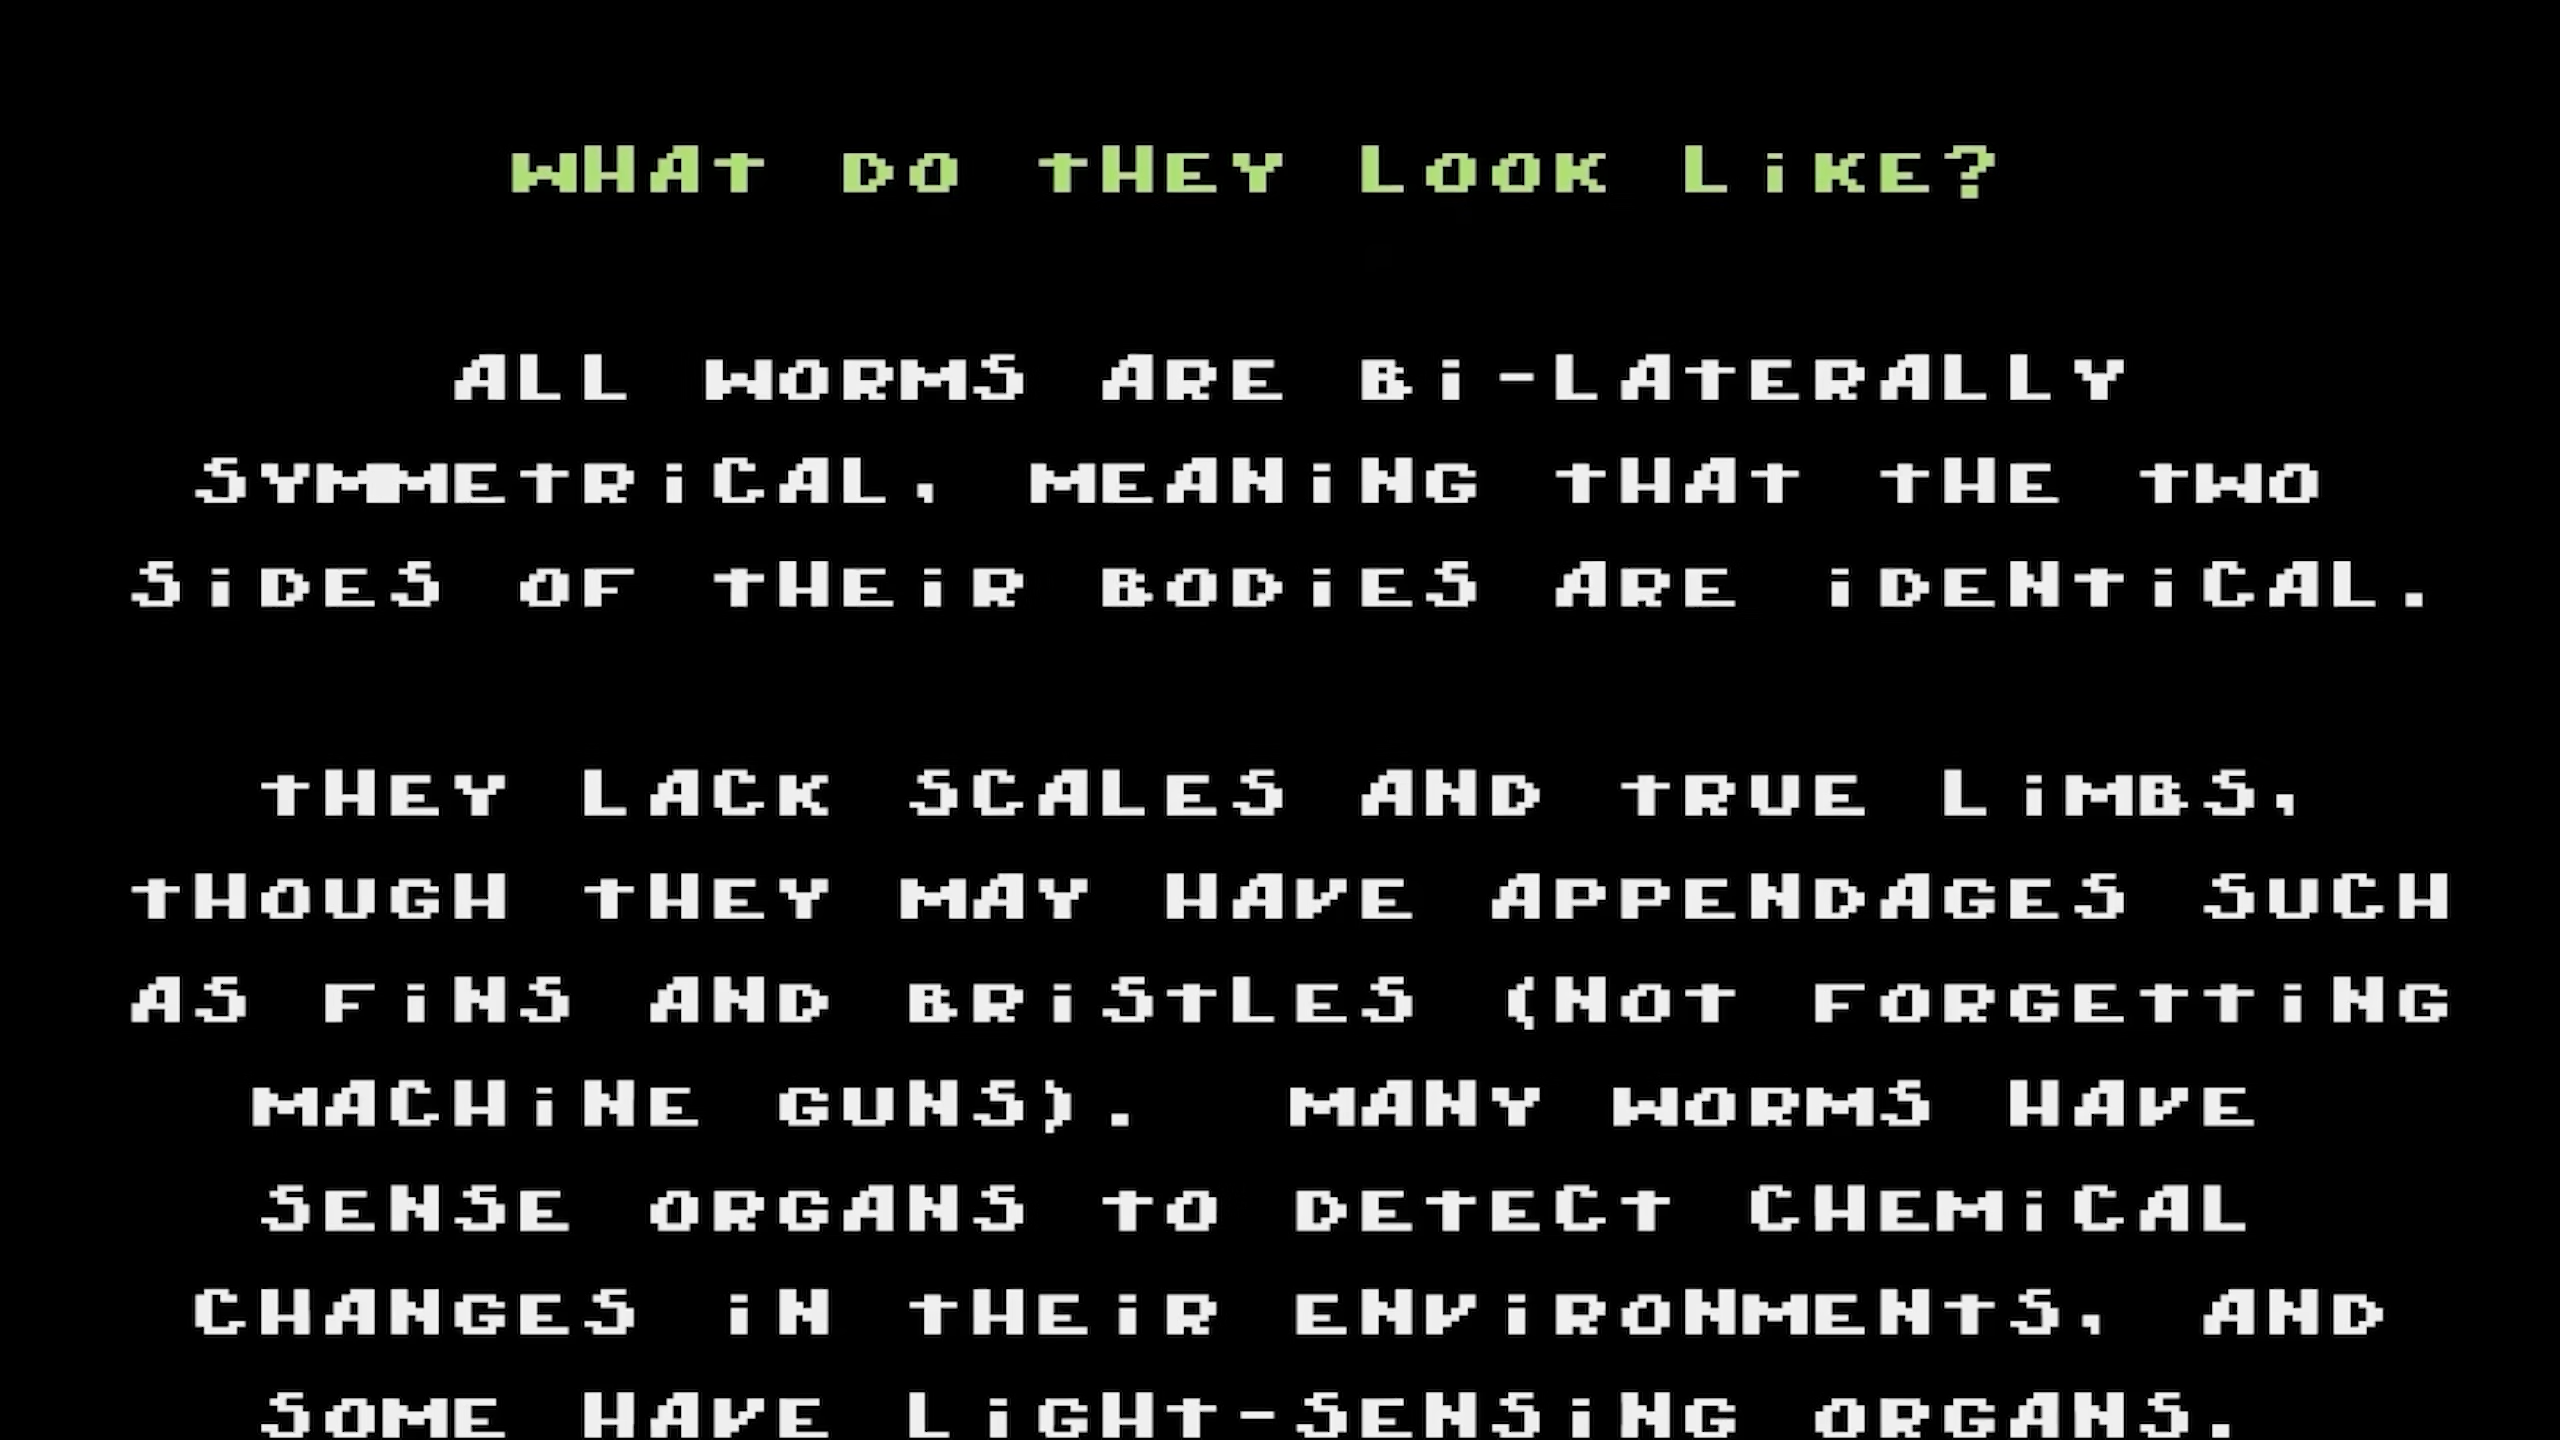 WHAT DO THEY LOOK LiKE?
ALL WORMS ARE Bi-LATERALLY
SYMMETRiCAL, MEANiNG THAT THE TWO
SiDES OF THEiR BODiES ARE iDENTiCAL.
THEY LACK SCALES AND TRUE LiMBS,
THOUGH THEY MAY HAVE APPENDAGES SUCH
AS FiNS AND BRiSTLES (NOT FORGETTiNG
MACHiNE GUNS).  MANY WORMS HAVE
SENSE ORGANS TO DETECT CHEMiCAL
CHANGES iN THEiR ENViRONMENTS, AND
SOME HAVE LiGHT-SENSiNG ORGANS.